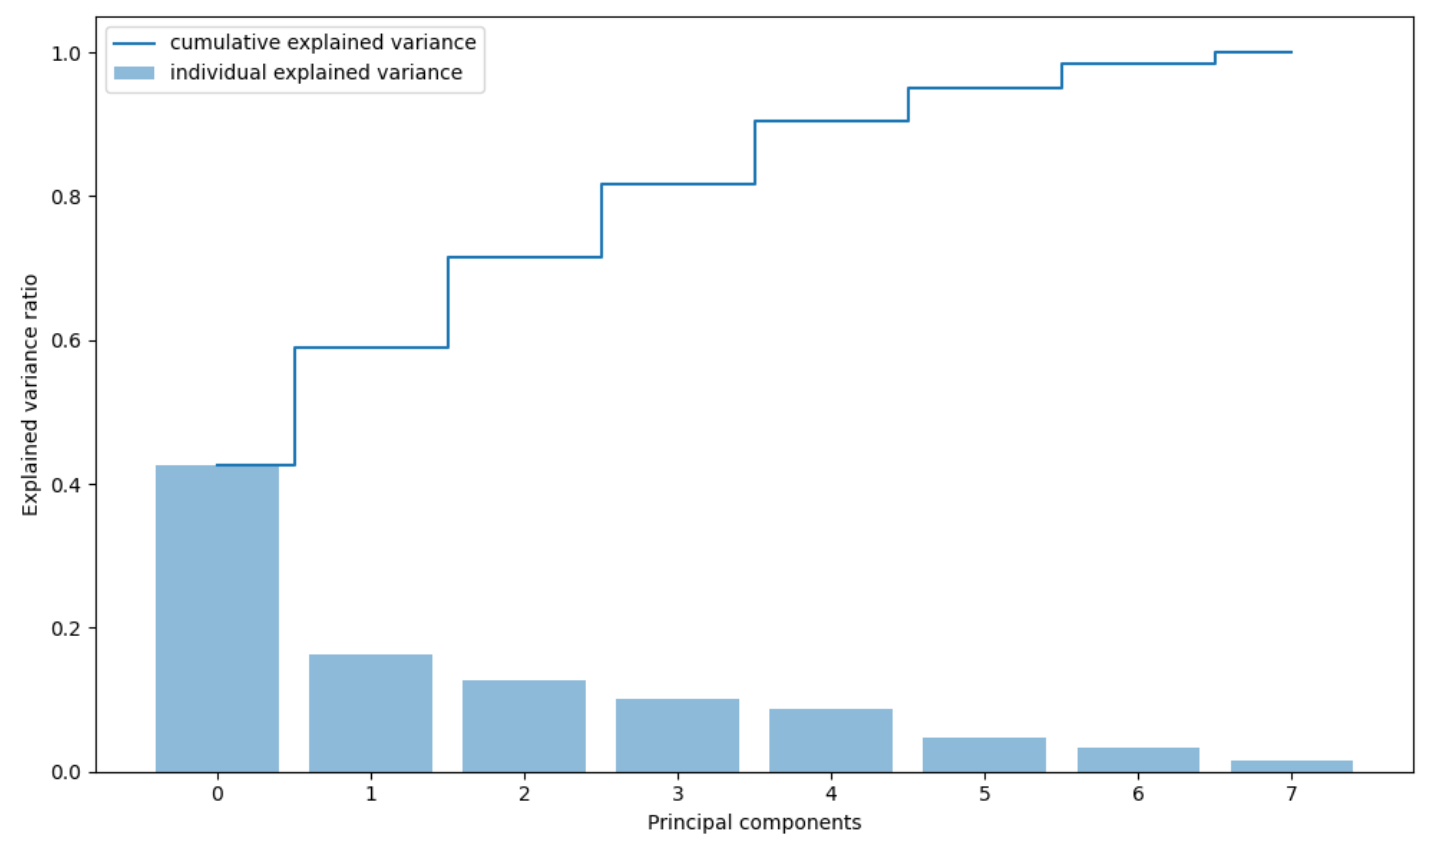 cumulative explained variance
individual explained variance
Explained variance ratio
1.0
0.8
0.6
0.4
0.2
0.0
0 1 2 3 4 5 6 7
Principal components